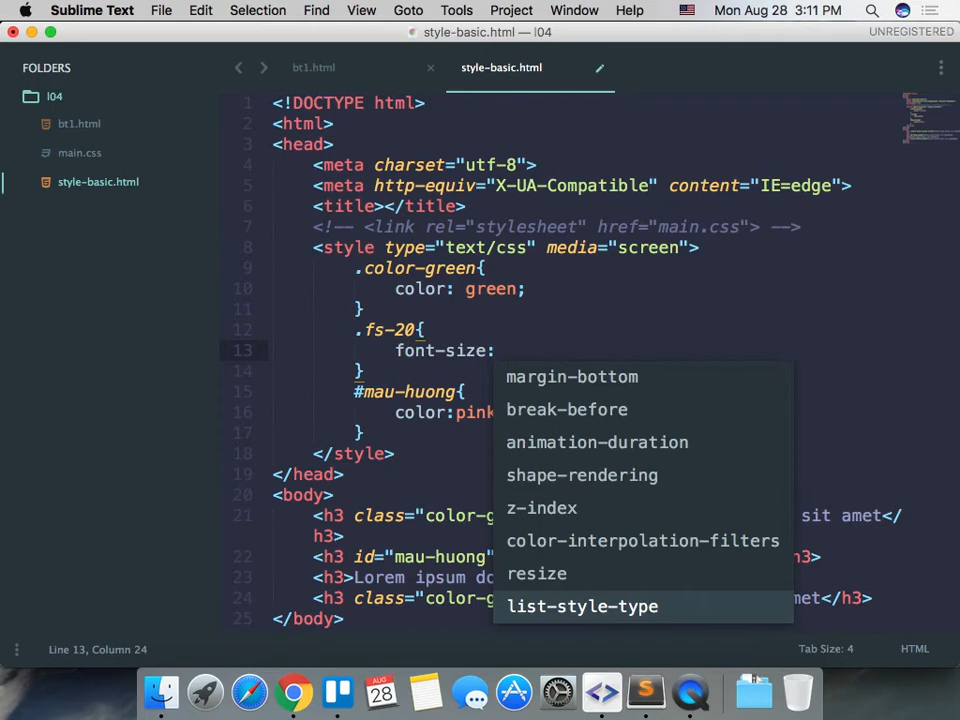 Sublime Text File Edit Selection Find View Goto Tools Project Window Help Mon Aug 28 3:11 PM
style-basic.html — l04 UNREGISTERED
FOLDERS
l04
bt1.html
main.css
style-basic.html
bt1.html style-basic.html
1 <!DOCTYPE html>
2 <html>
3 <head>
4 <meta charset="utf-8">
5 <meta http-equiv="X-UA-Compatible" content="IE=edge">
6 <title></title>
7 <!-- <link rel="stylesheet" href="main.css"> -->
8 <style type="text/css" media="screen">
9 .color-green{
10 color: green;
11 }
12 .fs-20{
13 font-size:
14 }
15 #mau-huong{
16 color:pink
17 }
18 </style>
19 </head>
20 <body>
21 <h3 class="color-g sit amet</
h3>
22 <h3 id="mau-huong" h3>
23 <h3>Lorem ipsum do
24 <h3 class="color-g met</h3>
25 </body>
margin-bottom
break-before
animation-duration
shape-rendering
z-index
color-interpolation-filters
resize
list-style-type
Line 13, Column 24 Tab Size: 4 HTML
AUG
28